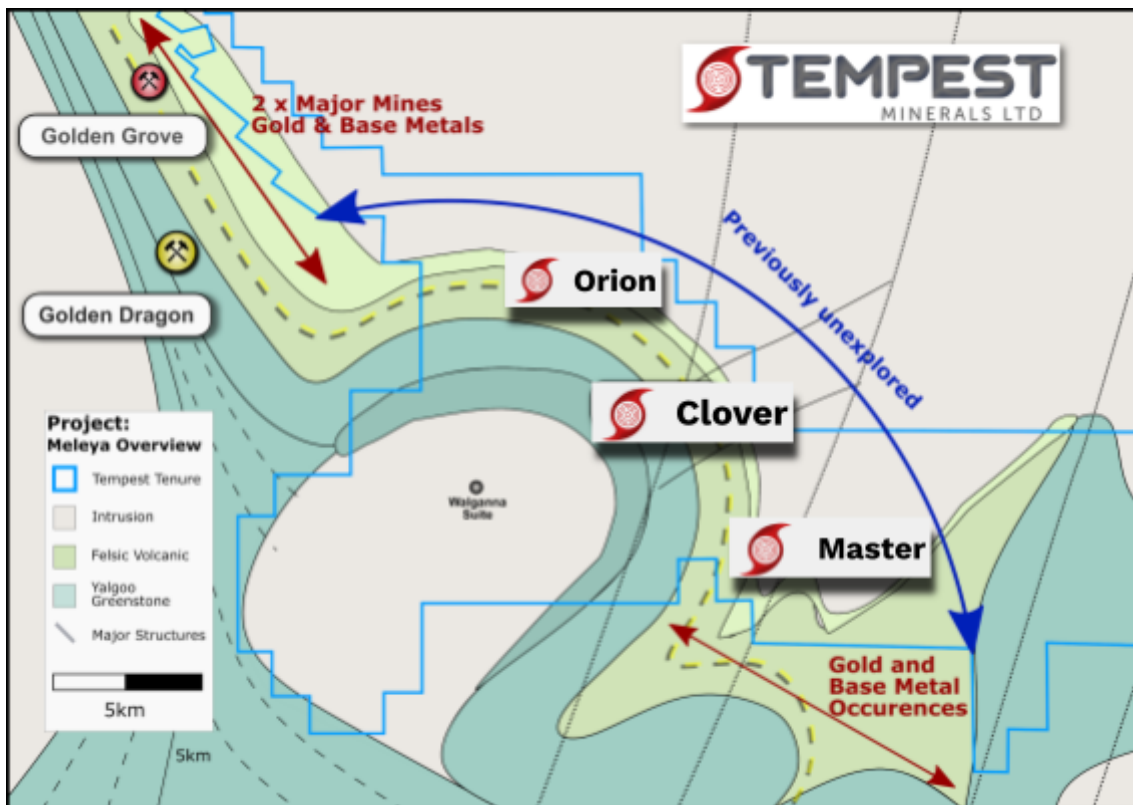 TEMPEST
MINERALS LTD
2 x Major Mines
Gold & Base Metals
Golden Grove
Golden Dragon
Previously unexplored
Orion
Clover
Master
Walganna
Suite
Project:
Meleya Overview
Tempest Tenure
Intrusion
Felsic Volcanic
Yalgoo
Greenstone
Major Structures
5km
5km
Gold and
Base Metal
Occurences